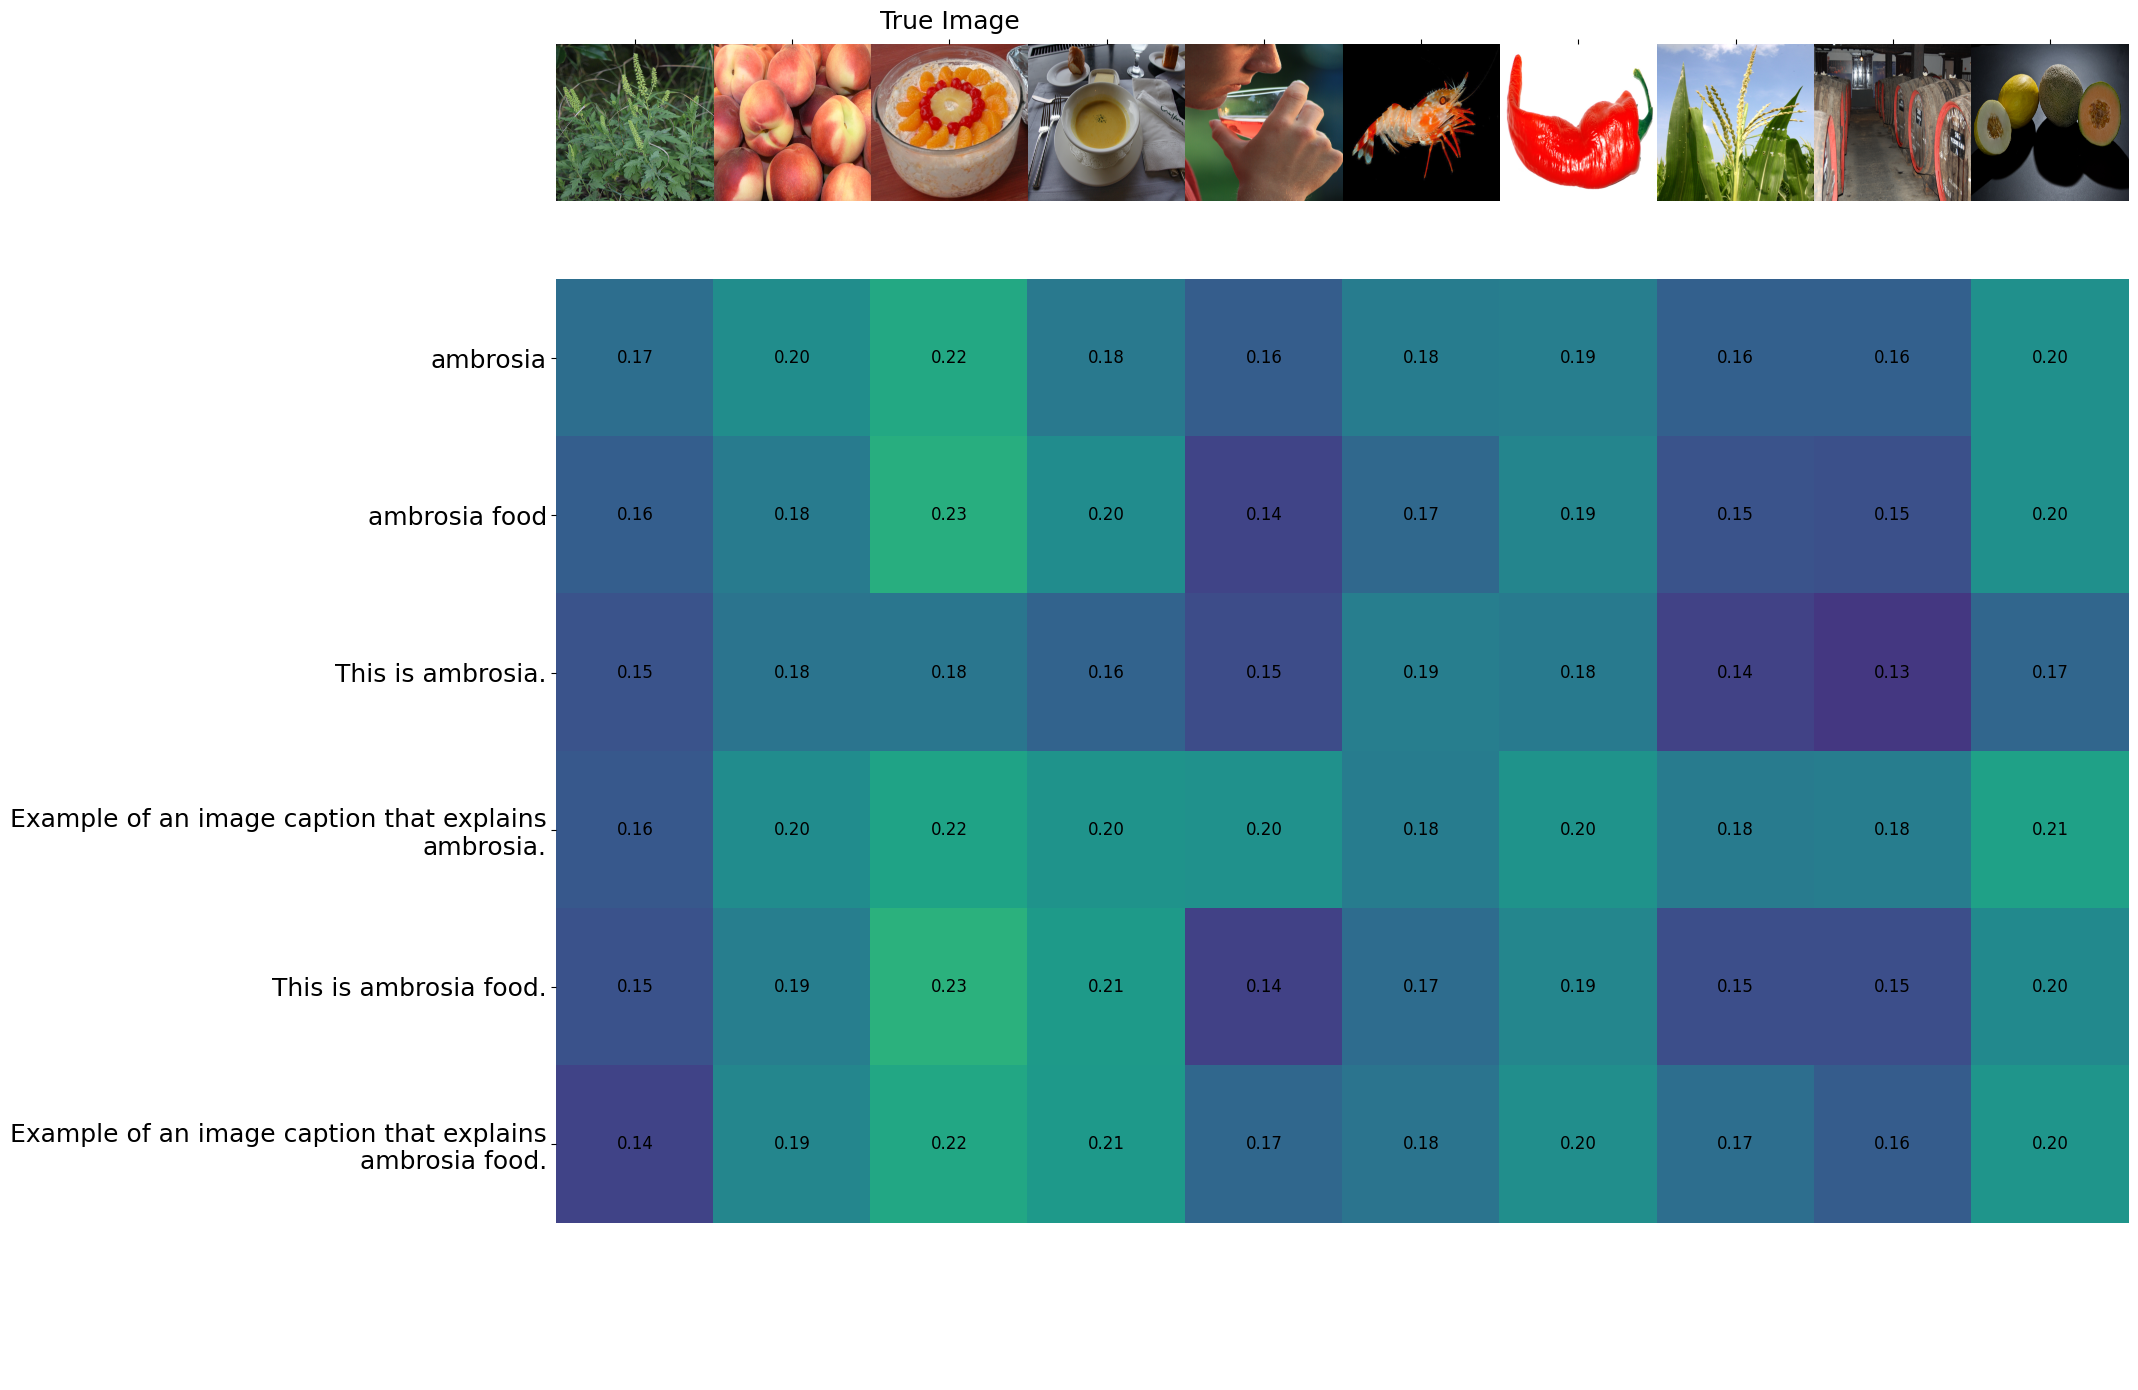 True Image
ambrosia
0.17 0.20 0.22 0.18 0.16 0.18 0.19 0.16 0.16 0.20
ambrosia food
0.16 0.18 0.23 0.20 0.14 0.17 0.19 0.15 0.15 0.20
This is ambrosia.
0.15 0.18 0.18 0.16 0.15 0.19 0.18 0.14 0.13 0.17
Example of an image caption that explains
ambrosia.
0.16 0.20 0.22 0.20 0.20 0.18 0.20 0.18 0.18 0.21
This is ambrosia food.
0.15 0.19 0.23 0.21 0.14 0.17 0.19 0.15 0.15 0.20
Example of an image caption that explains
ambrosia food.
0.14 0.19 0.22 0.21 0.17 0.18 0.20 0.17 0.16 0.20